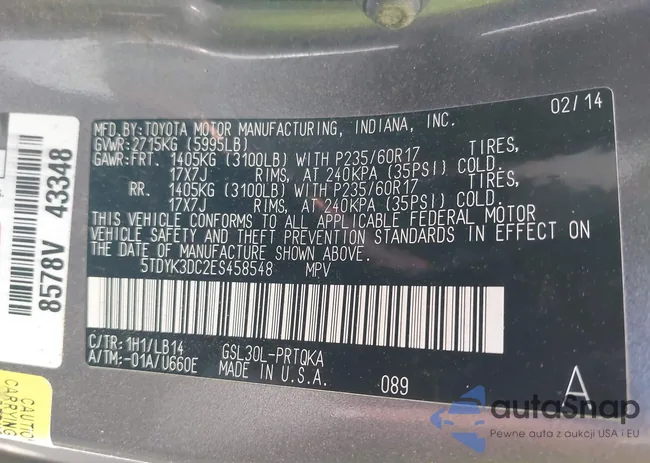 02/14
MFD.BY:TOYOTA MOTOR MANUFACTURING, INDIANA, INC.
GVWR:2715KG (5995LB)
GAWR:FRT. 1405KG (3100LB) WITH P235/60R17 TIRES,
17X7J RIMS, AT 240KPA (35PSI) COLD.
RR. 1405KG (3100LB) WITH P235/60R17 TIRES,
17X7J RIMS, AT 240KPA (35PSI) COLD.
THIS VEHICLE CONFORMS TO ALL APPLICABLE FEDERAL MOTOR
VEHICLE SAFETY THEFT PREVENTION STANDARDS IN EFFECT ON
THE DATE OF MANUFACTURE SHOWN ABOVE.
5TDYK3DC2ES458548 MPV
C/TR:1H1/LB14 GSL30L-PRTQKA
A/TM:-01A/U660E MADE IN U.S.A. 089 A
8578V 43348
CAUTION
CARRYING
autoSnap
Pewne auta z aukcji USA i EU